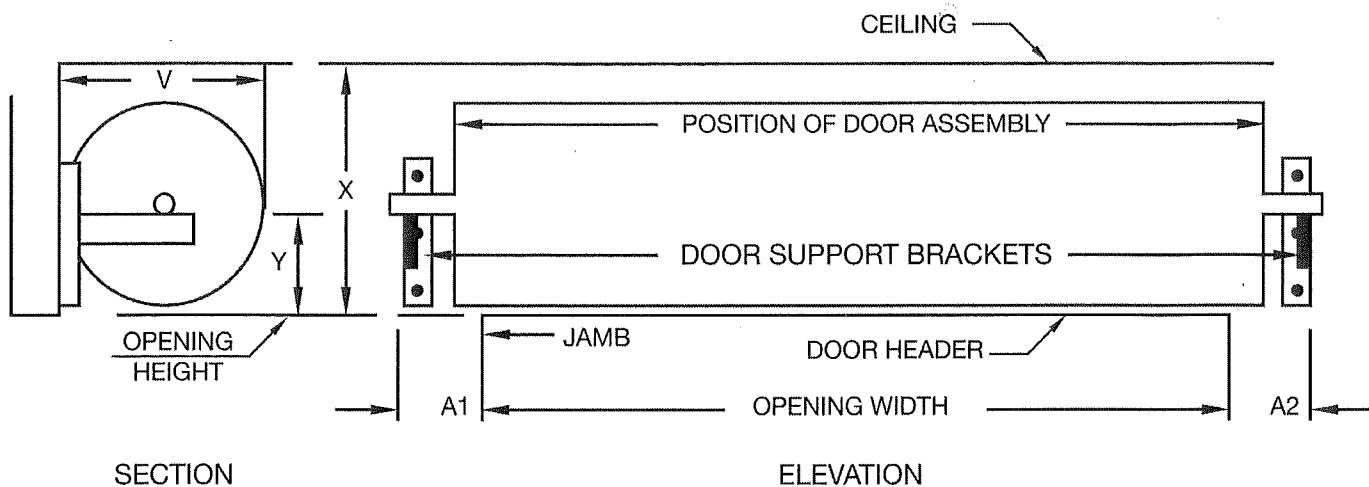 CEILING
V
POSITION OF DOOR ASSEMBLY
X
Y
DOOR SUPPORT BRACKETS
OPENING
HEIGHT
JAMB
DOOR HEADER
A1
OPENING WIDTH
A2
SECTION
ELEVATION